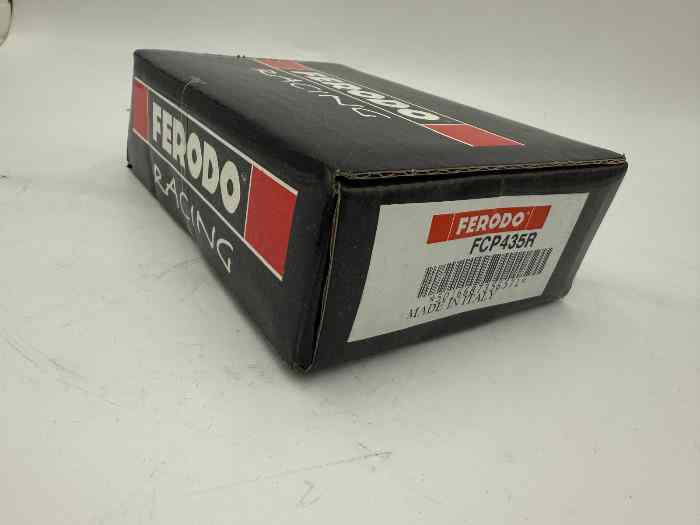 FERODO
RACING
FERODO
RACING
FERODO
FCP435R
MADE IN ITALY